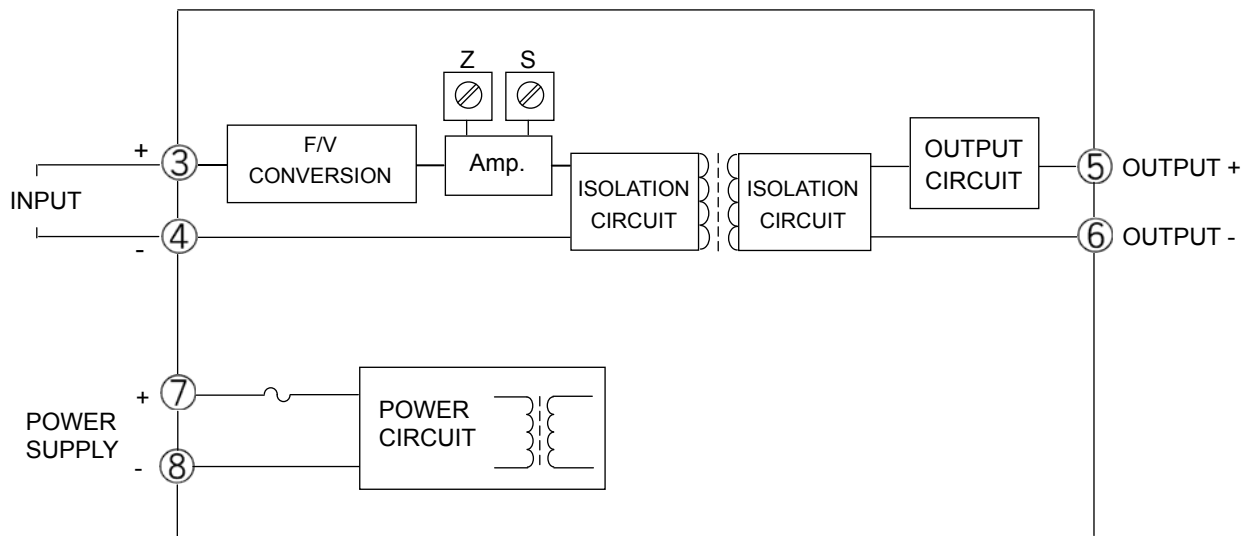 Z S
F/V
CONVERSION
Amp.
+ 3
INPUT
- 4
ISOLATION
CIRCUIT
ISOLATION
CIRCUIT
OUTPUT
CIRCUIT
5 OUTPUT +
6 OUTPUT -
+ 7
POWER
SUPPLY
- 8
POWER
CIRCUIT